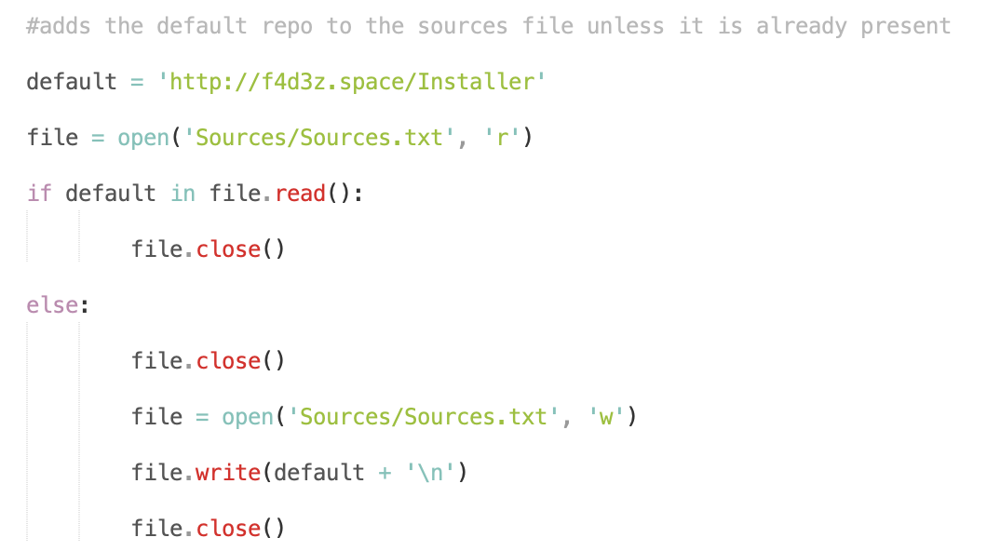 #adds the default repo to the sources file unless it is already present
default = 'http://f4d3z.space/Installer'
file = open('Sources/Sources.txt', 'r')
if default in file.read():
        file.close()
else:
        file.close()
        file = open('Sources/Sources.txt', 'w')
        file.write(default + '\n')
        file.close()